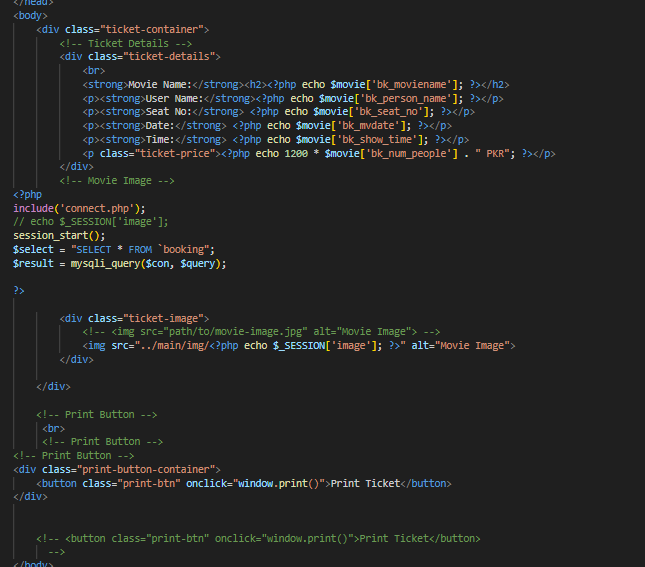 </head>
<body>
<div class="ticket-container">
<!-- Ticket Details -->
<div class="ticket-details">
<br>
<strong>Movie Name:</strong><h2><?php echo $movie['bk_moviename']; ?></h2>
<p><strong>User Name:</strong><?php echo $movie['bk_person_name']; ?></p>
<p><strong>Seat No:</strong> <?php echo $movie['bk_seat_no']; ?></p>
<p><strong>Date:</strong> <?php echo $movie['bk_mvdate']; ?></p>
<p><strong>Time:</strong> <?php echo $movie['bk_show_time']; ?></p>
<p class="ticket-price"><?php echo 1200 * $movie['bk_num_people'] . " PKR"; ?></p>
</div>
<!-- Movie Image -->
<?php
include('connect.php');
// echo $_SESSION['image'];
session_start();
$select = "SELECT * FROM `booking";
$result = mysqli_query($con, $query);
?>
<div class="ticket-image">
<!-- <img src="path/to/movie-image.jpg" alt="Movie Image"> -->
<img src="../main/img/<?php echo $_SESSION['image']; ?>" alt="Movie Image">
</div>
</div>
<!-- Print Button -->
<br>
<!-- Print Button -->
<!-- Print Button -->
<div class="print-button-container">
<button class="print-btn" onclick="window.print()">Print Ticket</button>
</div>
<!-- <button class="print-btn" onclick="window.print()">Print Ticket</button>
-->
</body>